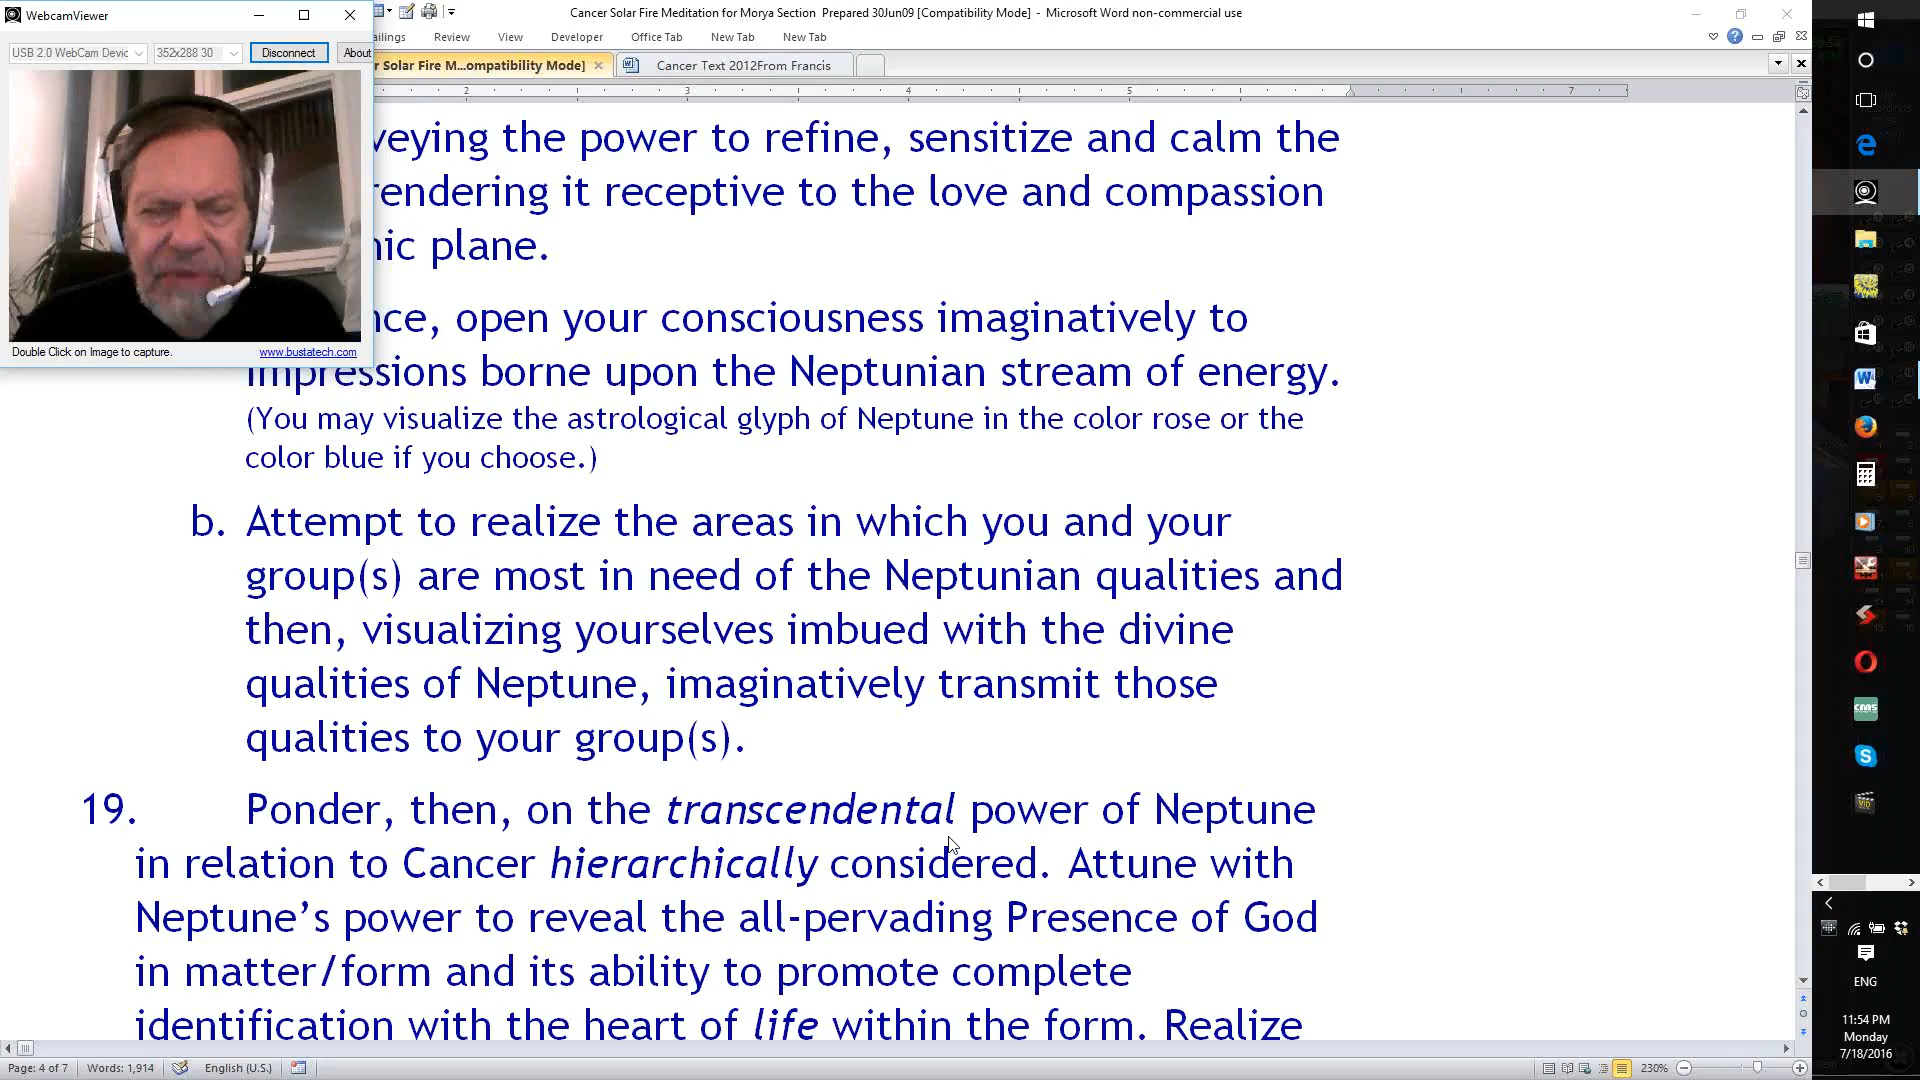 WebcamViewer
Cancer Solar Fire Meditation for Morya Section Prepared 30Jun09 [Compatibility Mode] - Microsoft Word non-commercial use
USB 2.0 WebCam Devic
352x288 30
Disconnect
About
ailings
Review
View
Developer
Office Tab
New Tab
New Tab
r Solar Fire M...ompatibility Mode]
Cancer Text 2012From Francis
2 3 4 5 7
veying the power to refine, sensitize and calm the
rendering it receptive to the love and compassion
nic plane.
Double Click on Image to capture.
www.bustatech.com
nce, open your consciousness imaginatively to
impressions borne upon the Neptunian stream of energy.
(You may visualize the astrological glyph of Neptune in the color rose or the
color blue if you choose.)
b. Attempt to realize the areas in which you and your
group(s) are most in need of the Neptunian qualities and
then, visualizing yourselves imbued with the divine
qualities of Neptune, imaginatively transmit those
qualities to your group(s).
19. Ponder, then, on the transcendental power of Neptune
in relation to Cancer hierarchically considered. Attune with
Neptune’s power to reveal the all-pervading Presence of God
in matter/form and its ability to promote complete
identification with the heart of life within the form. Realize
Page: 4 of 7
Words: 1,914
English (U.S.)
230%
CMS
VID
ENG
11:54 PM
Monday
7/18/2016